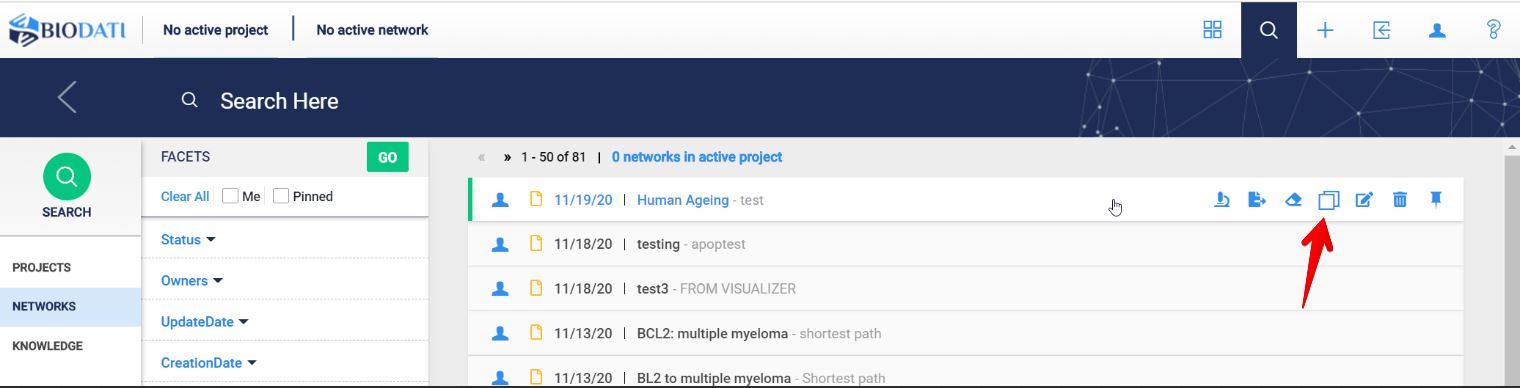 BIODATI No active project | No active network
Search Here
FACETS GO
« » 1 - 50 of 81 | 0 networks in active project
Clear All Me Pinned
SEARCH
Status
Owners
UpdateDate
CreationDate
PROJECTS
NETWORKS
KNOWLEDGE
11/19/20 | Human Ageing - test
11/18/20 | testing - apoptest
11/18/20 | test3 - FROM VISUALIZER
11/13/20 | BCL2: multiple myeloma - shortest path
11/13/20 | BL2 to multiple myeloma - Shortest path